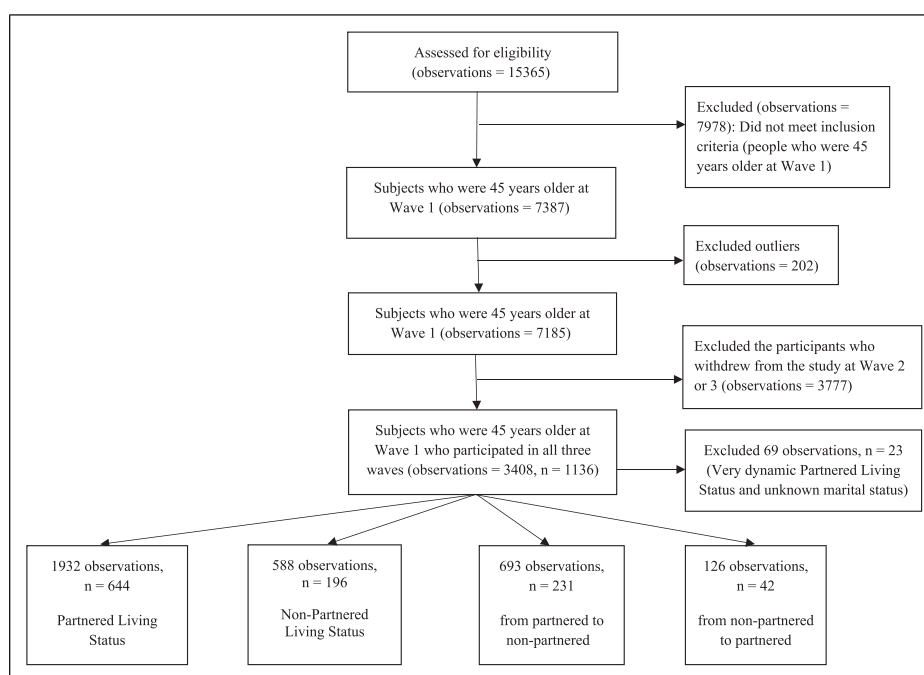 Assessed for eligibility
(observations = 15365)
Excluded (observations =
7978): Did not meet inclusion
criteria (people who were 45
years older at Wave 1)
Subjects who were 45 years older at
Wave 1 (observations = 7387)
Excluded outliers
(observations = 202)
Subjects who were 45 years older at
Wave 1 (observations = 7185)
Excluded the participants who
withdrew from the study at Wave 2
or 3 (observations = 3777)
Subjects who were 45 years older at
Wave 1 who participated in all three
waves (observations = 3408, n = 1136)
Excluded 69 observations, n = 23
(Very dynamic Partnered Living
Status and unknown marital status)
1932 observations,
n = 644
Partnered Living
Status
588 observations,
n = 196
Non-Partnered
Living Status
693 observations,
n = 231
from partnered to
non-partnered
126 observations,
n = 42
from non-partnered
to partnered